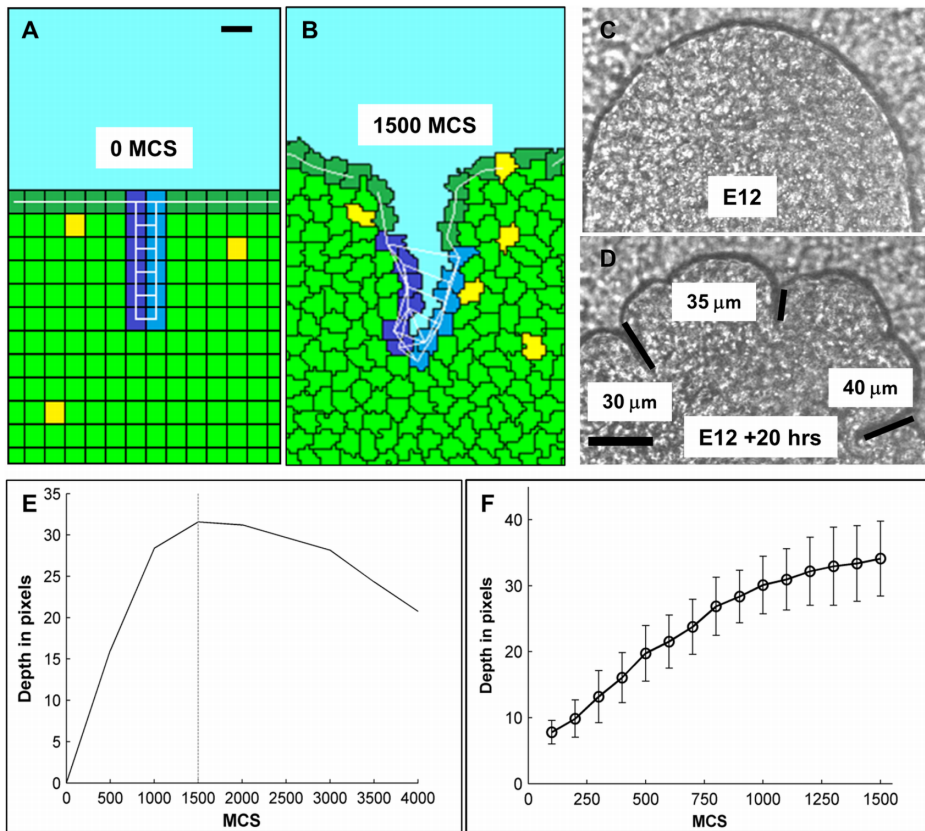 A
0 MCS
B
1500 MCS
C
E12
D
35 μm
30 μm
40 μm
E12 +20 hrs
E
35
30
25
20
15
10
5
0
Depth in pixels
0 500 1000 1500 2000 2500 3000 3500 4000
MCS
F
40
30
20
10
0
Depth in pixels
0 250 500 750 1000 1250 1500
MCS